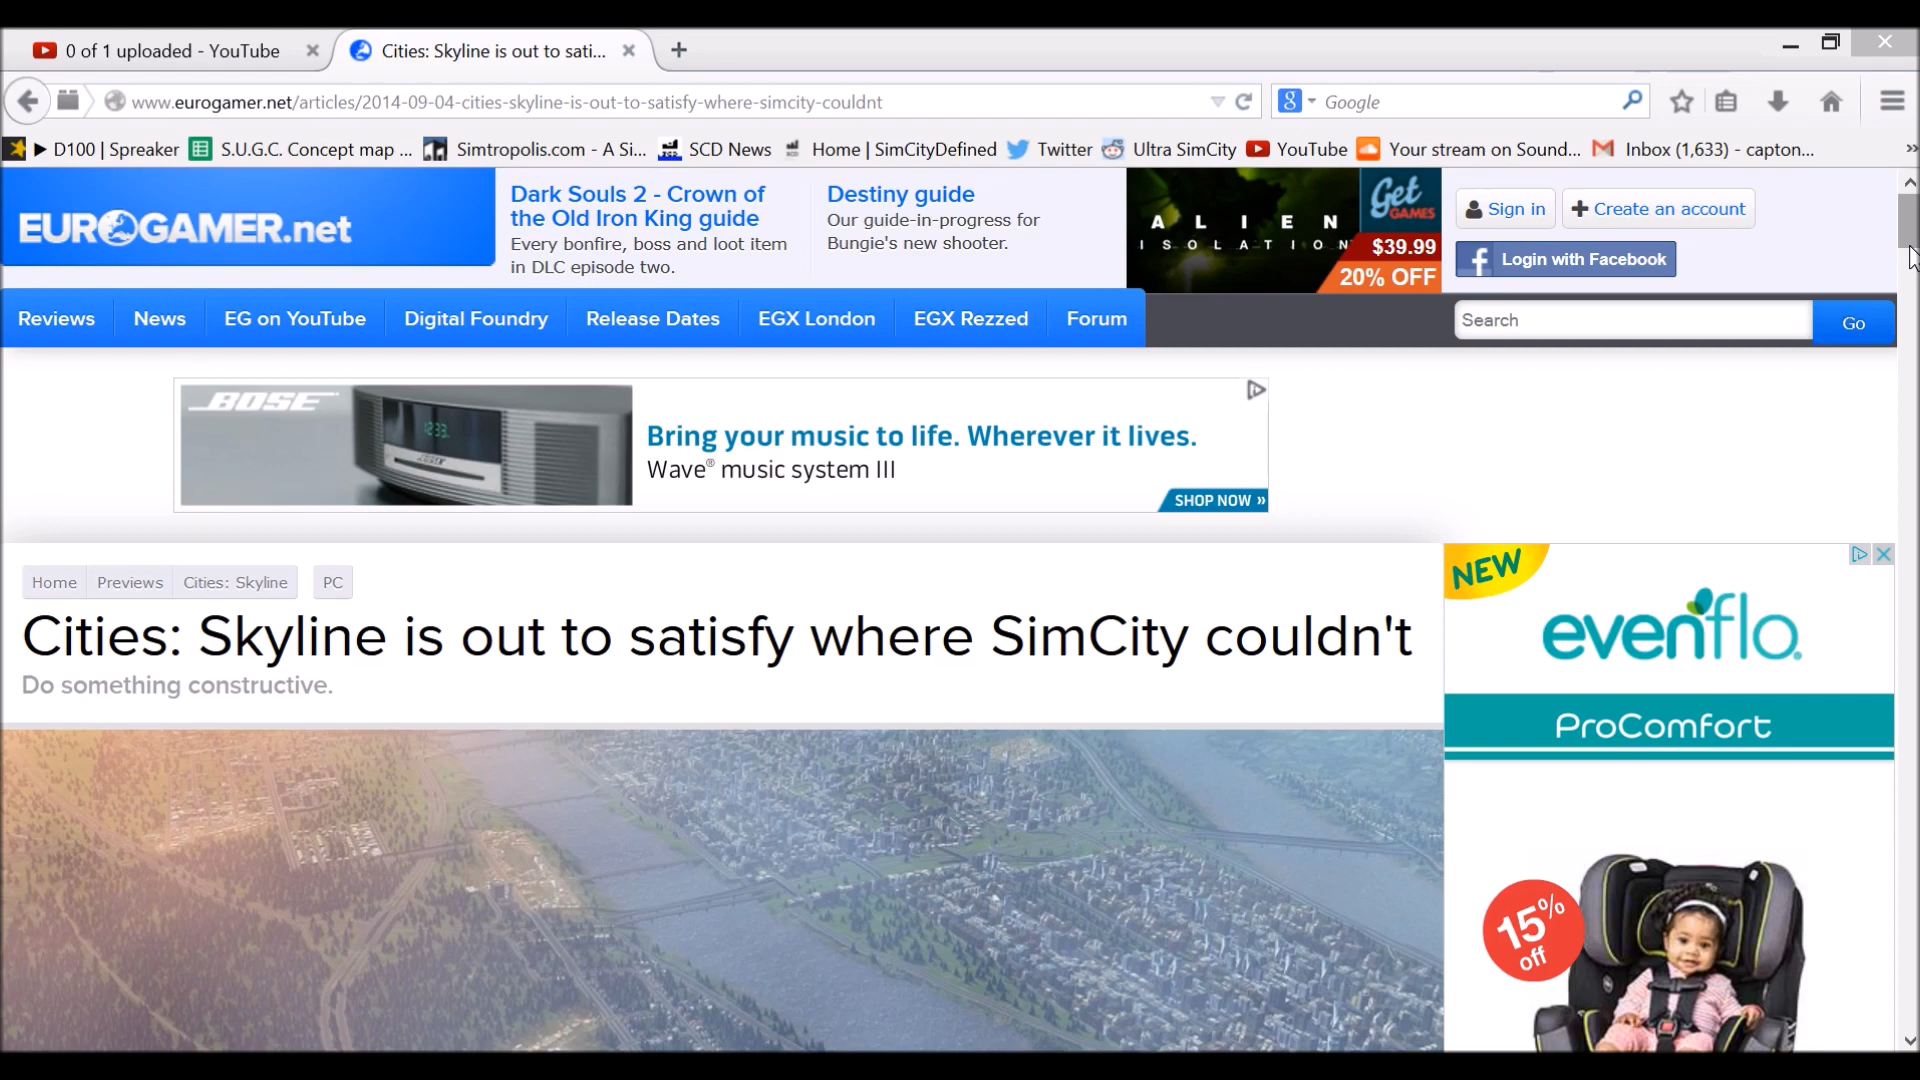 0 of 1 uploaded - YouTube
Cities: Skyline is out to sati...
www.eurogamer.net/articles/2014-09-04-cities-skyline-is-out-to-satisfy-where-simcity-couldnt
Google
D100 | Spreaker
S.U.G.C. Concept map ...
Simtropolis.com - A Si...
SCD News
Home | SimCityDefined
Twitter
Ultra SimCity
YouTube
Your stream on Sound...
Inbox (1,633) - capton...
EUROGAMER.net
Dark Souls 2 - Crown of
the Old Iron King guide
Every bonfire, boss and loot item
in DLC episode two.
Destiny guide
Our guide-in-progress for
Bungie's new shooter.
ALIEN
ISOLATION
Get
GAMES
$39.99
20% OFF
Sign in
Create an account
Login with Facebook
Reviews
News
EG on YouTube
Digital Foundry
Release Dates
EGX London
EGX Rezzed
Forum
Search
Go
BOSE
1233
BOSE
Bring your music to life. Wherever it lives.
Wave® music system III
SHOP NOW »
Home
Previews
Cities: Skyline
PC
Cities: Skyline is out to satisfy where SimCity couldn't
Do something constructive.
NEW
evenflo.
ProComfort
15%
off